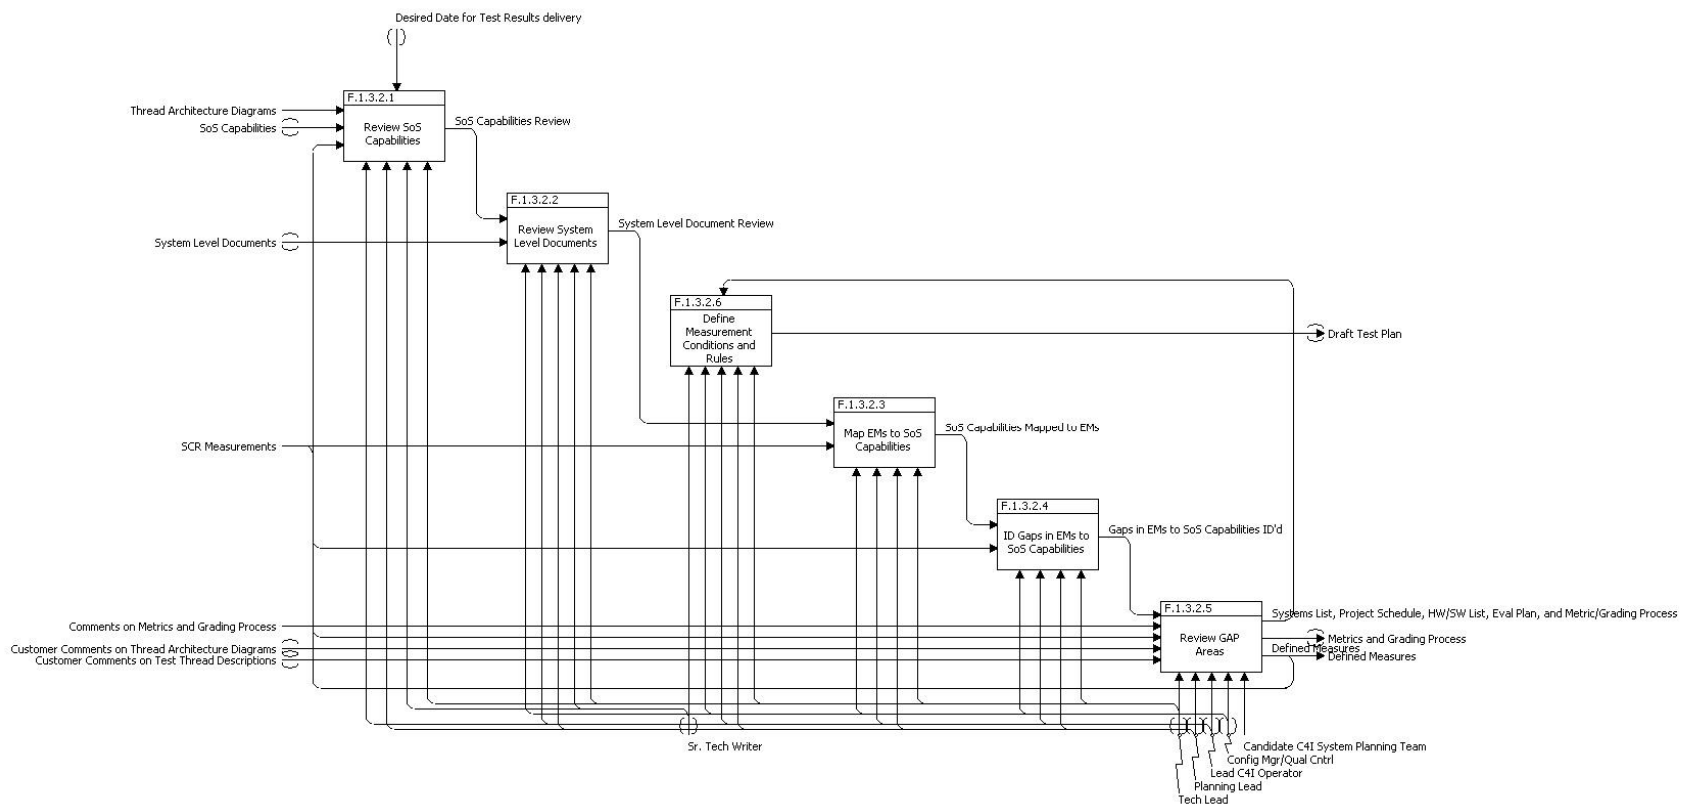 Desired Date for Test Results delivery
F.1.3.2.1
Review SoS
Capabilities
Thread Architecture Diagrams
SoS Capabilities
SoS Capabilities Review
F.1.3.2.2
Review System
Level Documents
System Level Documents
System Level Document Review
F.1.3.2.6
Define
Measurement
Conditions and
Rules
Draft Test Plan
F.1.3.2.3
Map EMs to SoS
Capabilities
SCR Measurements
SoS Capabilities Mapped to EMs
F.1.3.2.4
ID Gaps in EMs to
SoS Capabilities
Gaps in EMs to SoS Capabilities ID'd
F.1.3.2.5
Review GAP
Areas
Systems List, Project Schedule, HW/SW List, Eval Plan, and Metric/Grading Process
Comments on Metrics and Grading Process
Customer Comments on Thread Architecture Diagrams
Customer Comments on Test Thread Descriptions
Metrics and Grading Process
Defined Measures
Defined Measures
Sr. Tech Writer
Candidate C4I System Planning Team
Config Mgr/Qual Cntrl
Lead C4I Operator
Planning Lead
Tech Lead